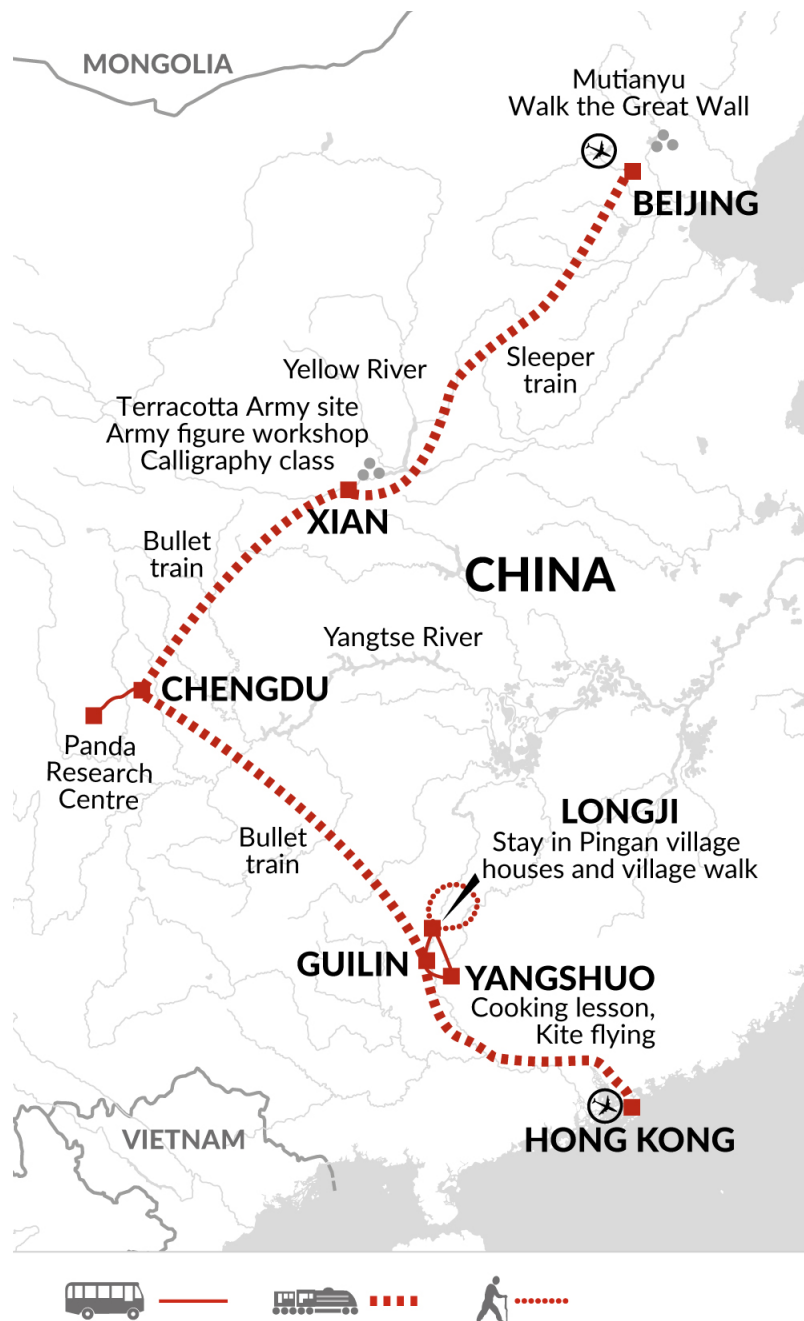 MONGOLIA
Mutianyu
Walk the Great Wall
BEIJING
Sleeper
train
Yellow River
Terracotta Army site
Army figure workshop
Calligraphy class
XIAN
Bullet
train
CHINA
Yangtse River
CHENGDU
Panda
Research
Centre
Bullet
train
LONGJI
Stay in Pingan village
houses and village walk
GUILIN
YANGSHUO
Cooking lesson,
Kite flying
HONG KONG
VIETNAM